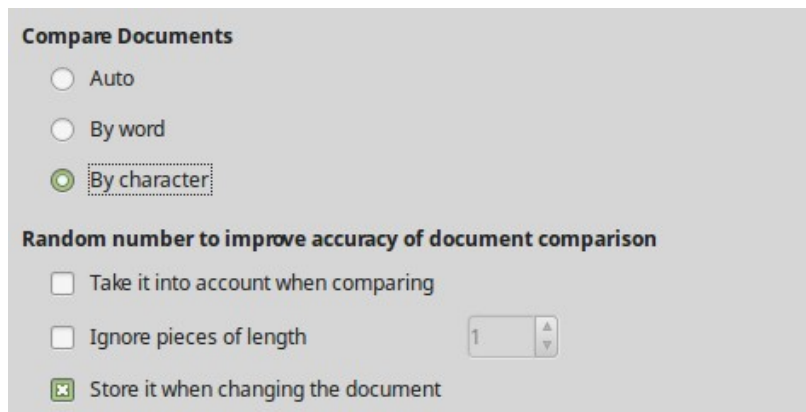 Compare Documents
Auto
By word
By character
Random number to improve accuracy of document comparison
Take it into account when comparing
Ignore pieces of length 1
Store it when changing the document